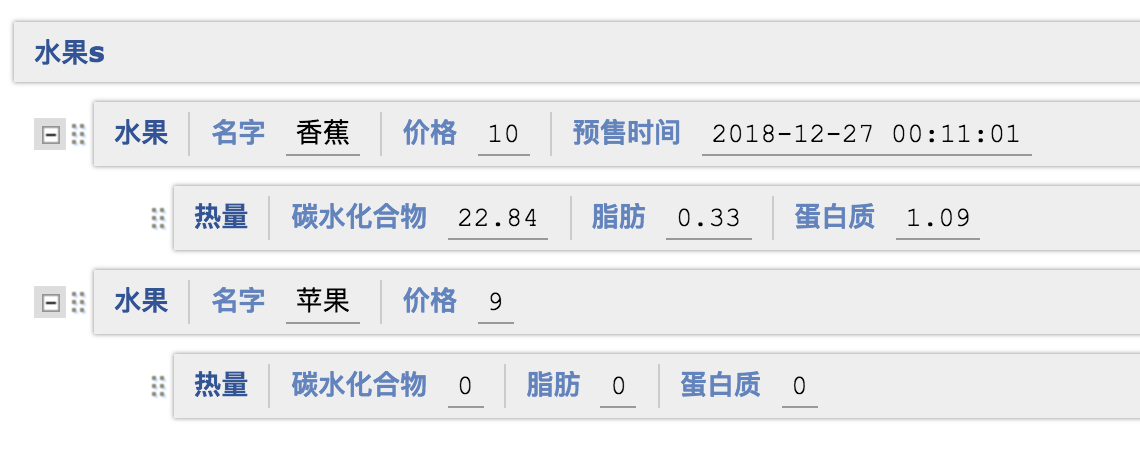 水果s
水果 名字 香蕉 价格 10 预售时间 2018-12-27 00:11:01
热量 碳水化合物 22.84 脂肪 0.33 蛋白质 1.09
水果 名字 苹果 价格 9
热量 碳水化合物 0 脂肪 0 蛋白质 0